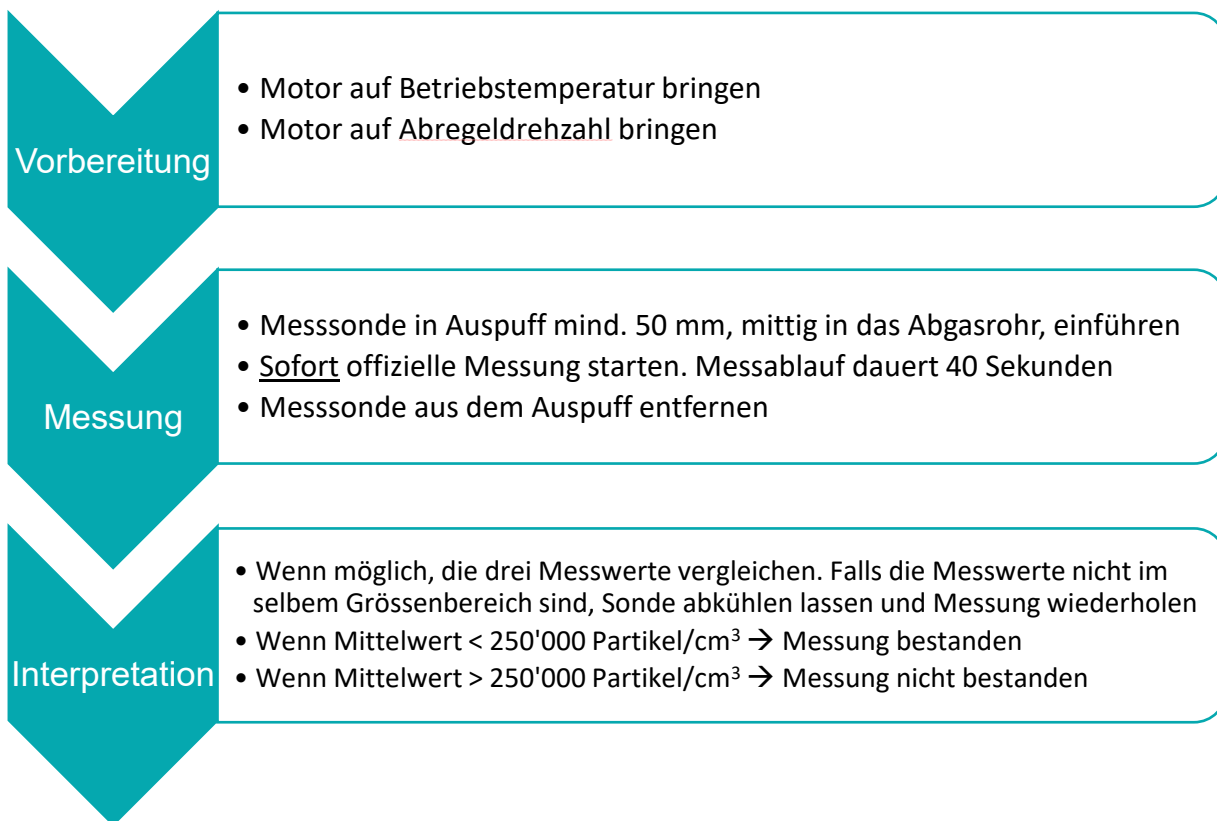 Vorbereitung
• Motor auf Betriebstemperatur bringen
• Motor auf Abregeldrehzahl bringen
Messung
• Messsonde in Auspuff mind. 50 mm, mittig in das Abgasrohr, einführen
• Sofort offizielle Messung starten. Messablauf dauert 40 Sekunden
• Messsonde aus dem Auspuff entfernen
Interpretation
• Wenn möglich, die drei Messwerte vergleichen. Falls die Messwerte nicht im
selbem Grössenbereich sind, Sonde abkühlen lassen und Messung wiederholen
• Wenn Mittelwert < 250'000 Partikel/cm³ → Messung bestanden
• Wenn Mittelwert > 250'000 Partikel/cm³ → Messung nicht bestanden